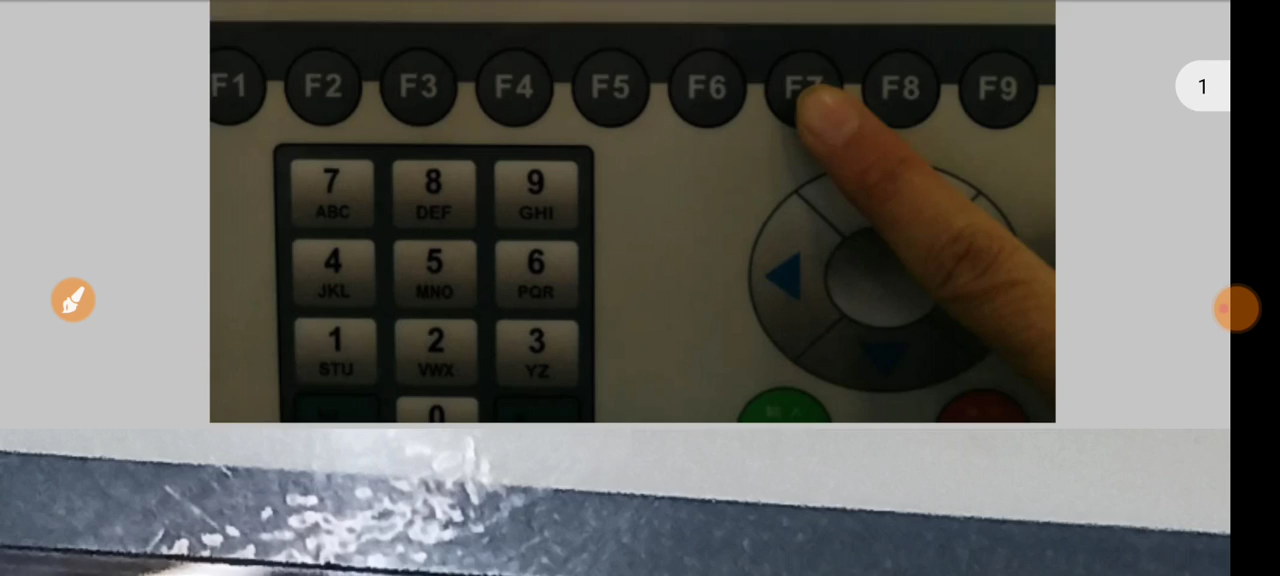 F1 F2 F3 F4 F5 F6 F7 F8 F9
1
7 8 9
ABC DEF GHI
4 5 6
JKL MNO PQR
1 2 3
STU VWX YZ
0